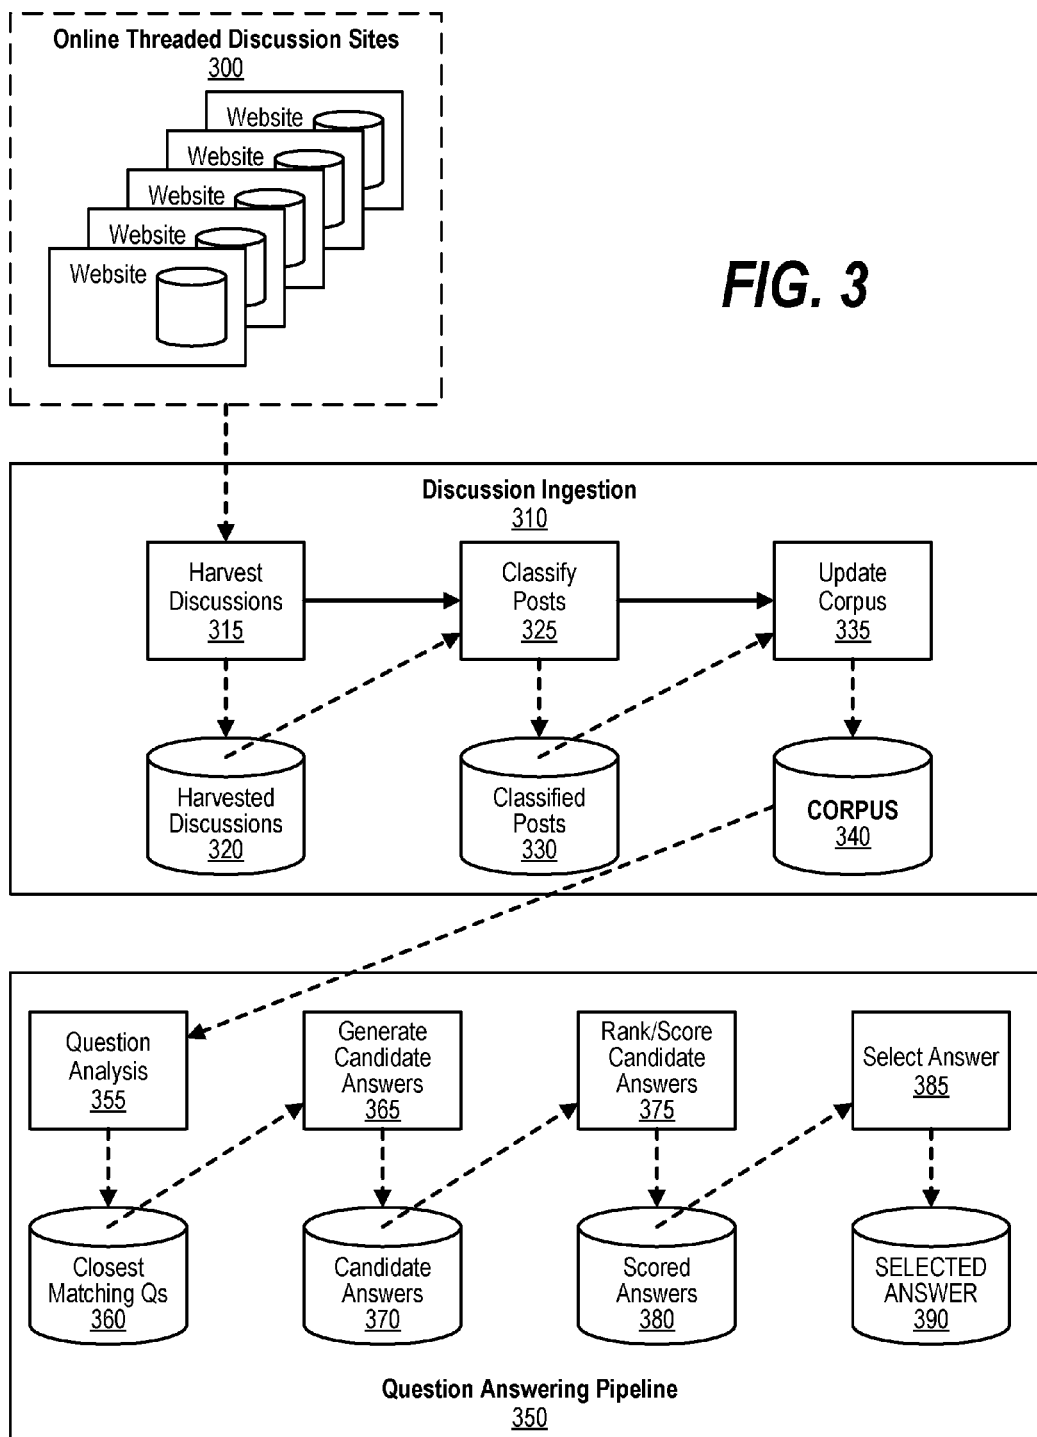 Online Threaded Discussion Sites
300
Website
Website
Website
Website
Website
FIG. 3
Discussion Ingestion
310
Harvest
Discussions
315
Classify
Posts
325
Update
Corpus
335
Harvested
Discussions
320
Classified
Posts
330
CORPUS
340
Question
Analysis
355
Generate
Candidate
Answers
365
Rank/Score
Candidate
Answers
375
Select Answer
385
Closest
Matching Qs
360
Candidate
Answers
370
Scored
Answers
380
SELECTED
ANSWER
390
Question Answering Pipeline
350